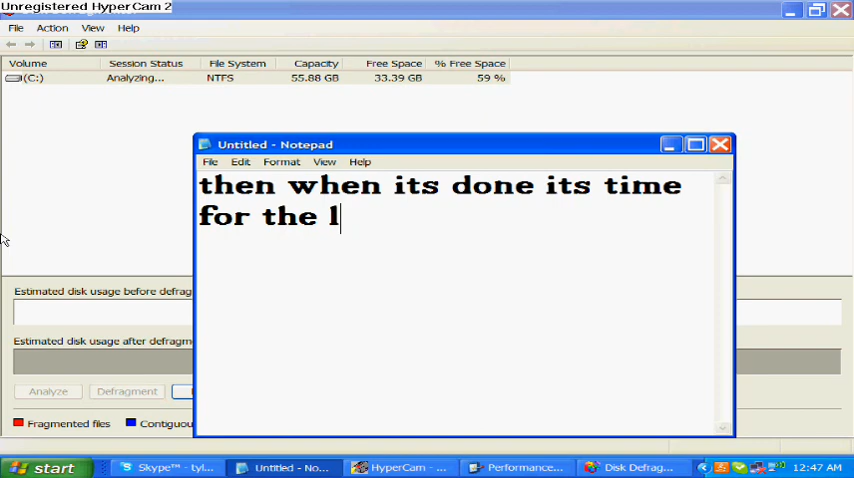 Unregistered HyperCam 2
File Action View Help
Volume Session Status File System Capacity Free Space % Free Space
(C:) Analyzing... NTFS 55.88 GB 33.39 GB 59 %
Untitled - Notepad
File Edit Format View Help
then when its done its time
for the l
Estimated disk usage before defrag
Estimated disk usage after defragme
Analyze Defragment
Fragmented files Contiguou
start Skype™ - tyl... Untitled - No... HyperCam - ... Performance... Disk Defrag... 12:47 AM